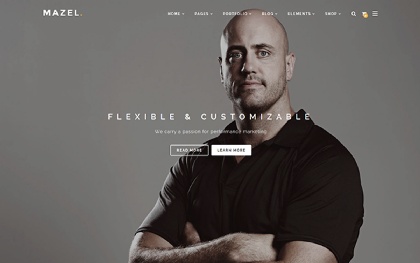 MAZEL.
HOME PAGES PORTFOLIO BLOG ELEMENTS SHOP
FLEXIBLE & CUSTOMIZABLE
We carry a passion for performance marketing.
READ MORE LEARN MORE